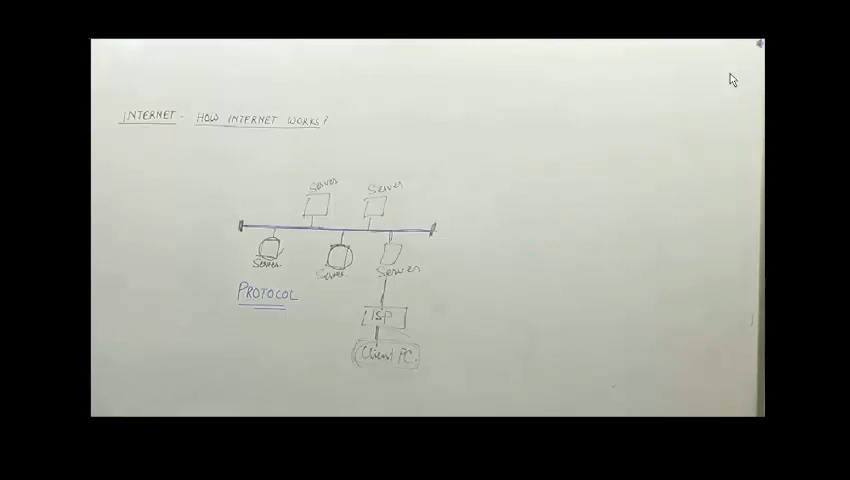 INTERNET - HOW INTERNET WORKS?
Server
Server
Server
Server
Server
PROTOCOL
ISP
Client PC.